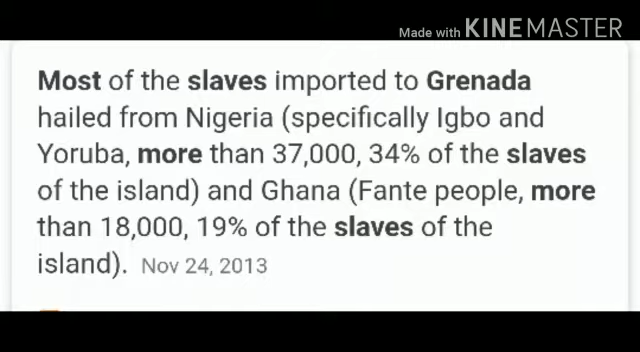 Made with KINEMASTER
Most of the slaves imported to Grenada
hailed from Nigeria (specifically Igbo and
Yoruba, more than 37,000, 34% of the slaves
of the island) and Ghana (Fante people, more
than 18,000, 19% of the slaves of the
island). Nov 24, 2013